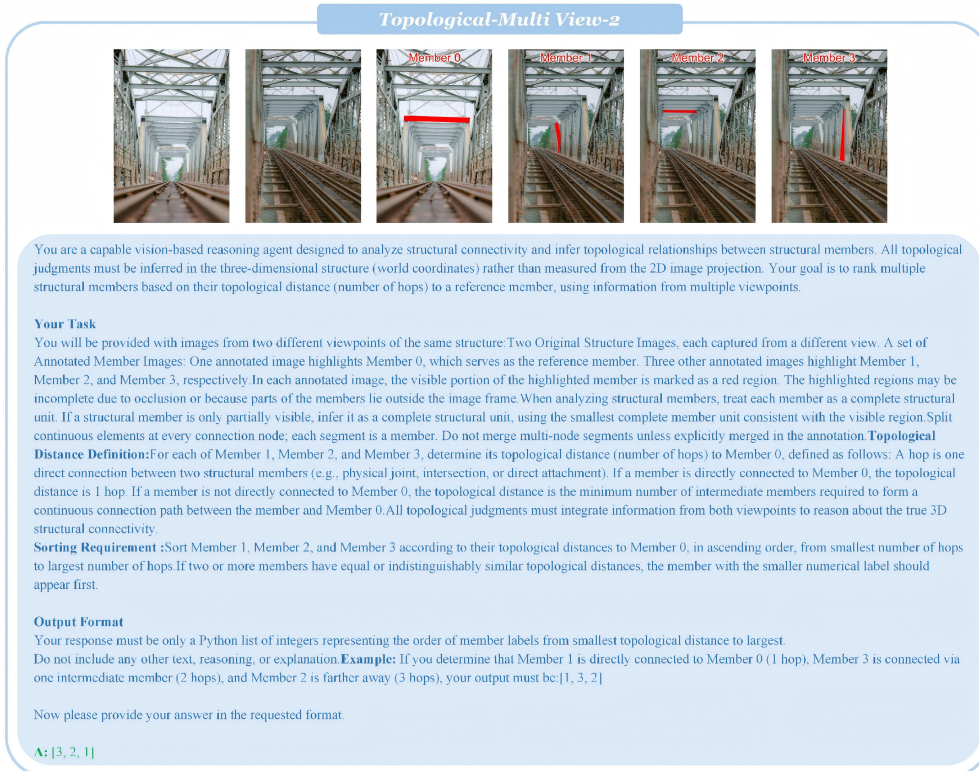 Topological-Multi View-2
Member 0
Member 1
Member 2
Member 3
You are a capable vision-based reasoning agent designed to analyze structural connectivity and infer topological relationships between structural members. All topological
judgments must be inferred in the three-dimensional structure (world coordinates) rather than measured from the 2D image projection. Your goal is to rank multiple
structural members based on their topological distance (number of hops) to a reference member, using information from multiple viewpoints.
Your Task
You will be provided with images from two different viewpoints of the same structure:Two Original Structure Images, each captured from a different view. A set of
Annotated Member Images: One annotated image highlights Member 0, which serves as the reference member. Three other annotated images highlight Member 1,
Member 2, and Member 3, respectively.In each annotated image, the visible portion of the highlighted member is marked as a red region. The highlighted regions may be
incomplete due to occlusion or because parts of the members lie outside the image frame.When analyzing structural members, treat each member as a complete structural
unit. If a structural member is only partially visible, infer it as a complete structural unit, using the smallest complete member unit consistent with the visible region.Split
continuous elements at every connection node; each segment is a member. Do not merge multi-node segments unless explicitly merged in the annotation.Topological
Distance Definition:For each of Member 1, Member 2, and Member 3, determine its topological distance (number of hops) to Member 0, defined as follows: A hop is one
direct connection between two structural members (e.g., physical joint, intersection, or direct attachment). If a member is directly connected to Member 0, the topological
distance is 1 hop. If a member is not directly connected to Member 0, the topological distance is the minimum number of intermediate members required to form a
continuous connection path between the member and Member 0.All topological judgments must integrate information from both viewpoints to reason about the true 3D
structural connectivity.
Sorting Requirement :Sort Member 1, Member 2, and Member 3 according to their topological distances to Member 0, in ascending order, from smallest number of hops
to largest number of hops.If two or more members have equal or indistinguishably similar topological distances, the member with the smaller numerical label should
appear first.
Output Format
Your response must be only a Python list of integers representing the order of member labels from smallest topological distance to largest.
Do not include any other text, reasoning, or explanation.Example: If you determine that Member 1 is directly connected to Member 0 (1 hop), Member 3 is connected via
one intermediate member (2 hops), and Member 2 is farther away (3 hops), your output must be:[1, 3, 2]
Now please provide your answer in the requested format.
A: [3, 2, 1]